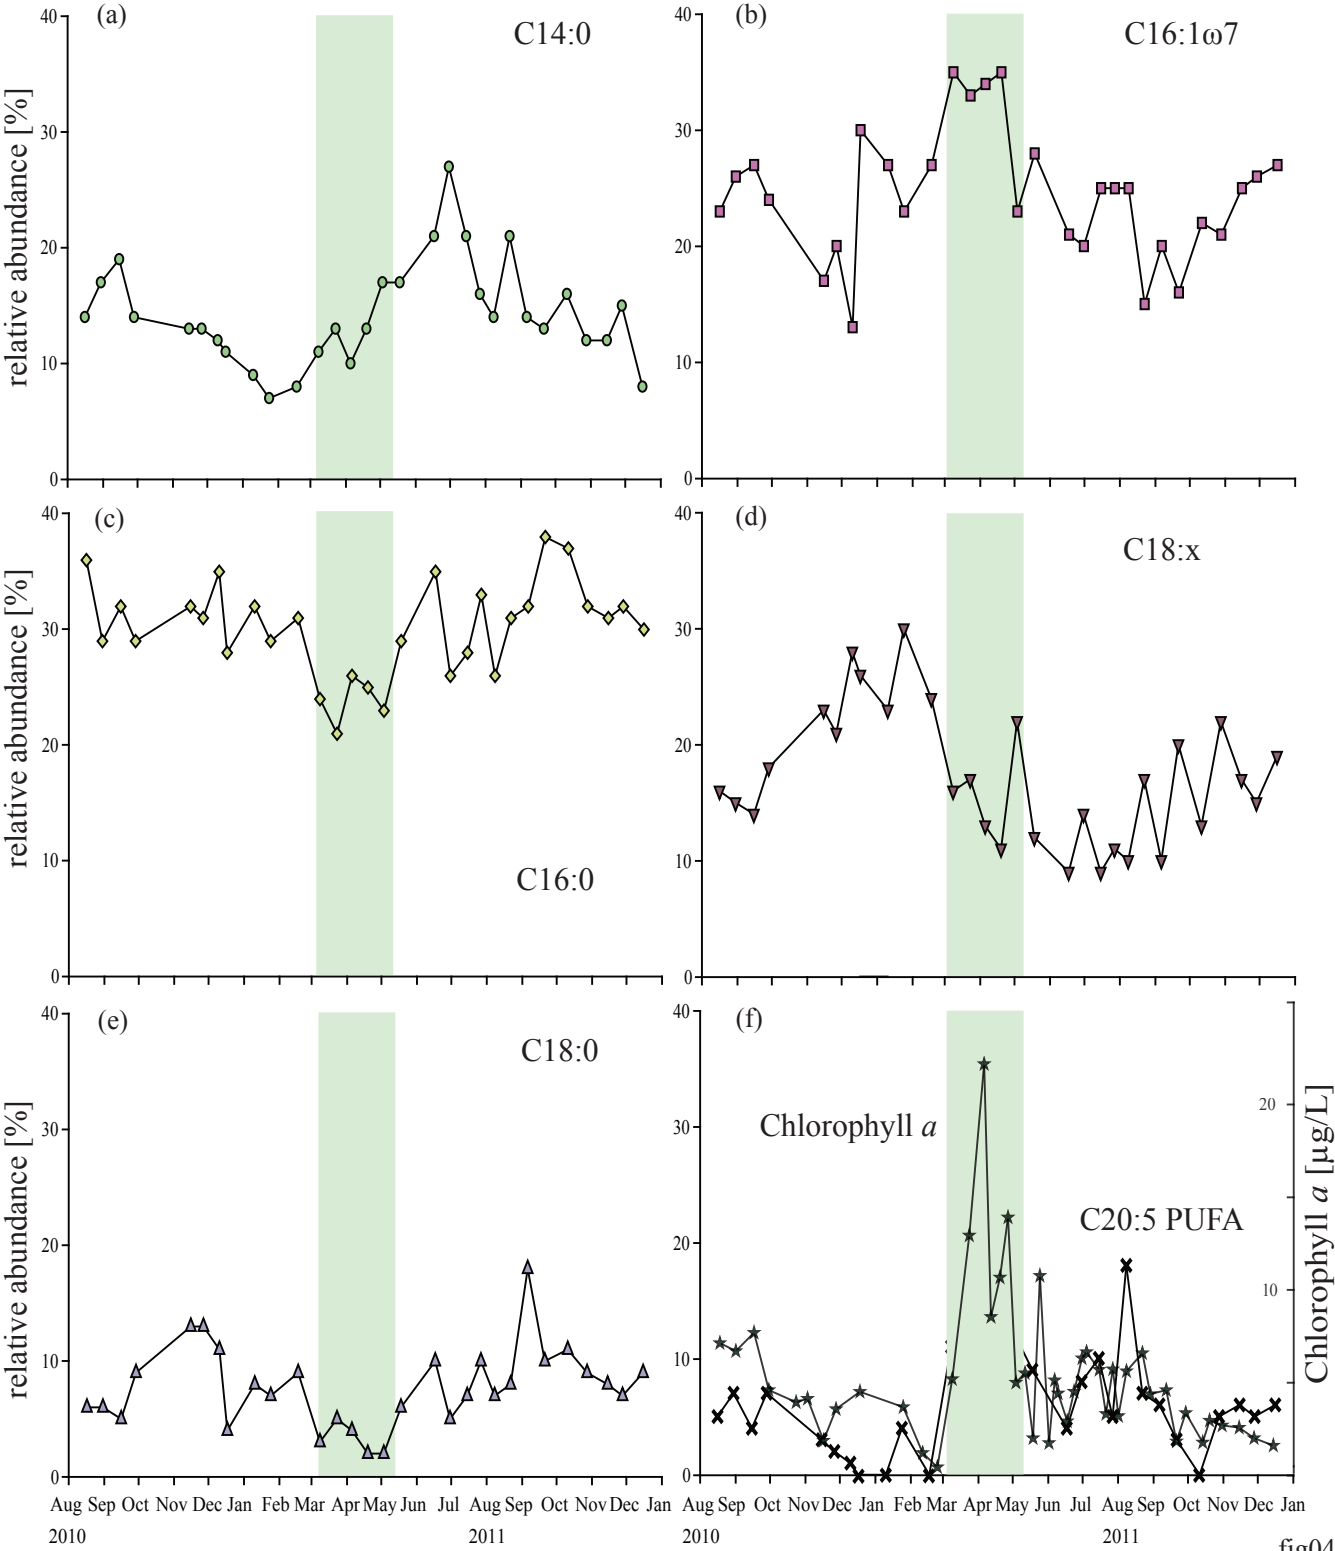 (a)
C14:0
40
30
20
10
0
relative abundance [%]
(b)
C16:1ω7
40
30
20
10
0
(c)
C16:0
40
30
20
10
0
relative abundance [%]
(d)
C18:x
40
30
20
10
0
(e)
C18:0
40
30
20
10
0
relative abundance [%]
Aug Sep Oct Nov Dec Jan Feb Mar Apr May Jun Jul Aug Sep Oct Nov Dec Jan
2010 2011
(f)
Chlorophyll a
C20:5 PUFA
40
30
20
10
0
20
10
Chlorophyll a [µg/L]
Aug Sep Oct Nov Dec Jan Feb Mar Apr May Jun Jul Aug Sep Oct Nov Dec Jan
2010 2011